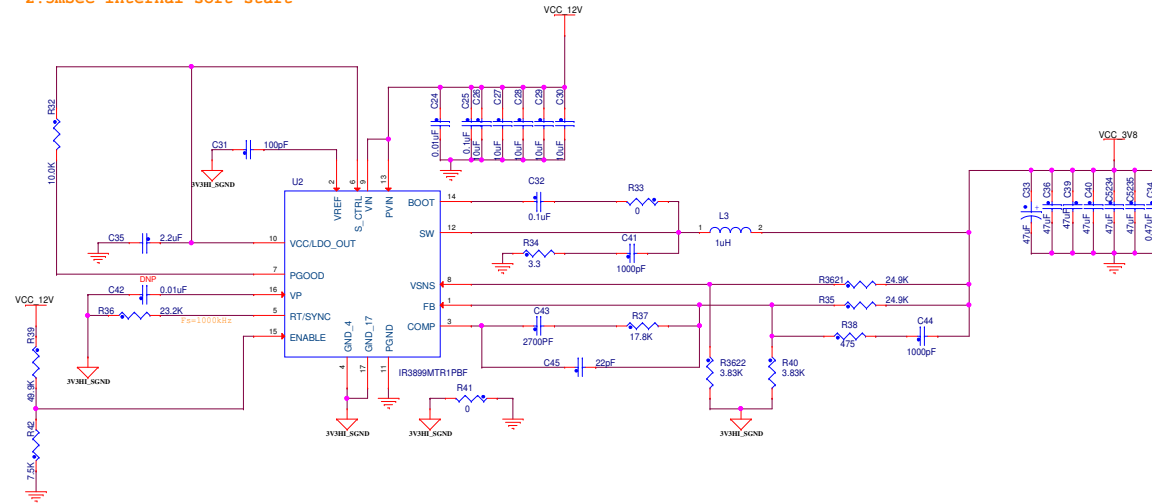 2.5msec internal soft start
VCC_12V
R32
10.0K
C31
100pF
3V3HI_SGND
C24
0.01uF
C25
0.1uF
C26
10uF
C27
10uF
C28
10uF
C29
10uF
C30
10uF
VCC_3V8
C33
47uF
C36
47uF
C39
47uF
C40
47uF
C5234
47uF
C5235
47uF
C34
0.47uF
U2
2
6
9
13
VREF
S_CTRL
VIN
PVIN
BOOT
14
C32
0.1uF
R33
0
SW
12
1
L3
2
1uH
R34
3.3
C41
1000pF
C35
2.2uF
10
VCC/LDO_OUT
7
PGOOD
DNP
C42
0.01uF
16
VP
R36
23.2K
Fs=1000kHz
5
RT/SYNC
15
ENABLE
VSNS
8
R3621
24.9K
FB
1
R35
24.9K
COMP
3
C43
2700PF
R37
17.8K
R38
475
C44
1000pF
C45
22pF
VCC_12V
R39
49.9K
3V3HI_SGND
R42
7.5K
GND_4
GND_17
PGND
4
17
11
IR3899MTR1PBF
3V3HI_SGND
R41
0
3V3HI_SGND
R3622
3.83K
R40
3.83K
3V3HI_SGND